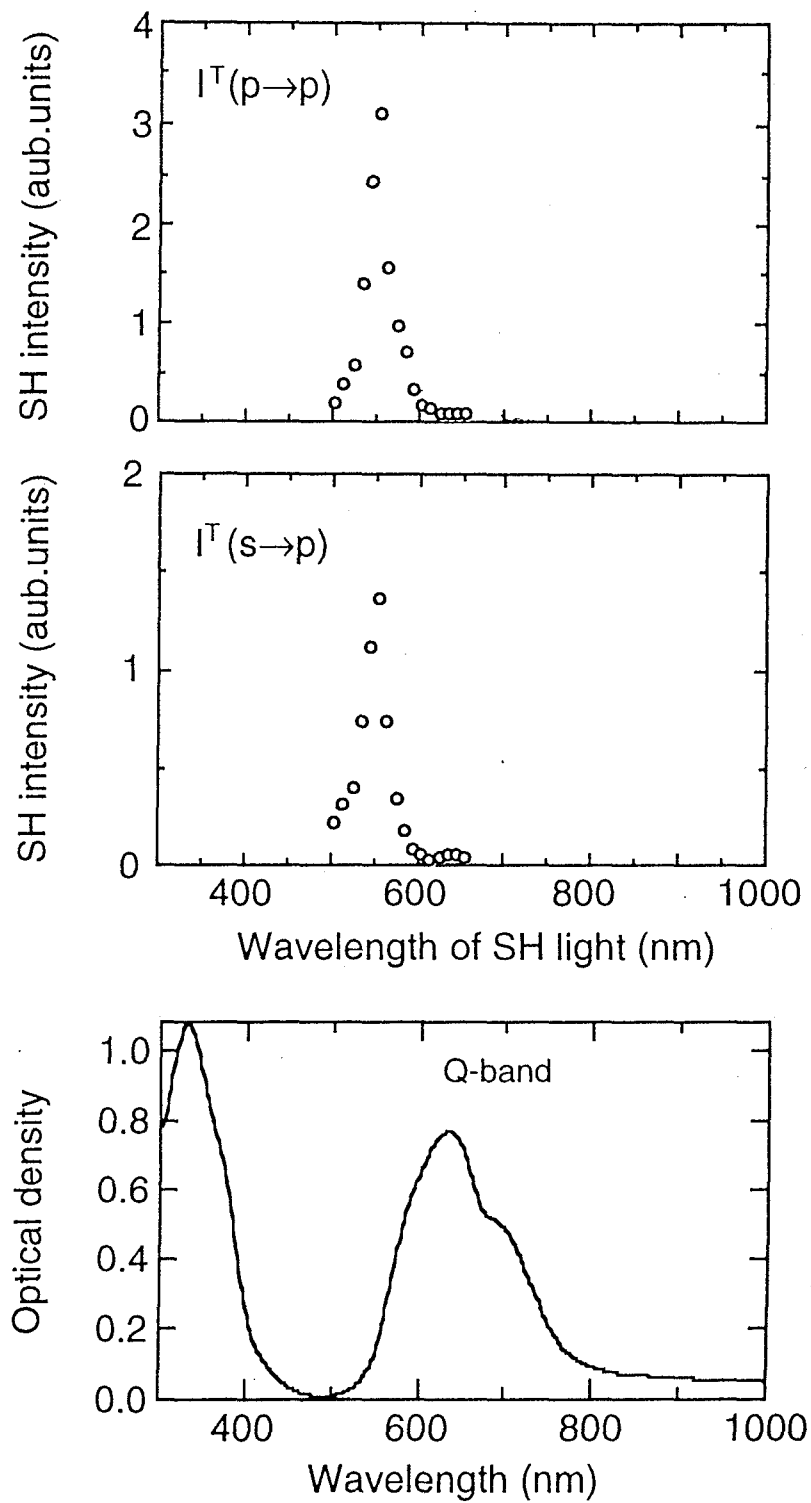 SH intensity (aub.units)
4
3
2
1
0
I^T(p→p)
SH intensity (aub.units)
2
1
0
I^T(s→p)
400 600 800 1000
Wavelength of SH light (nm)
Optical density
1.0
0.8
0.6
0.4
0.2
0.0
Q-band
400 600 800 1000
Wavelength (nm)